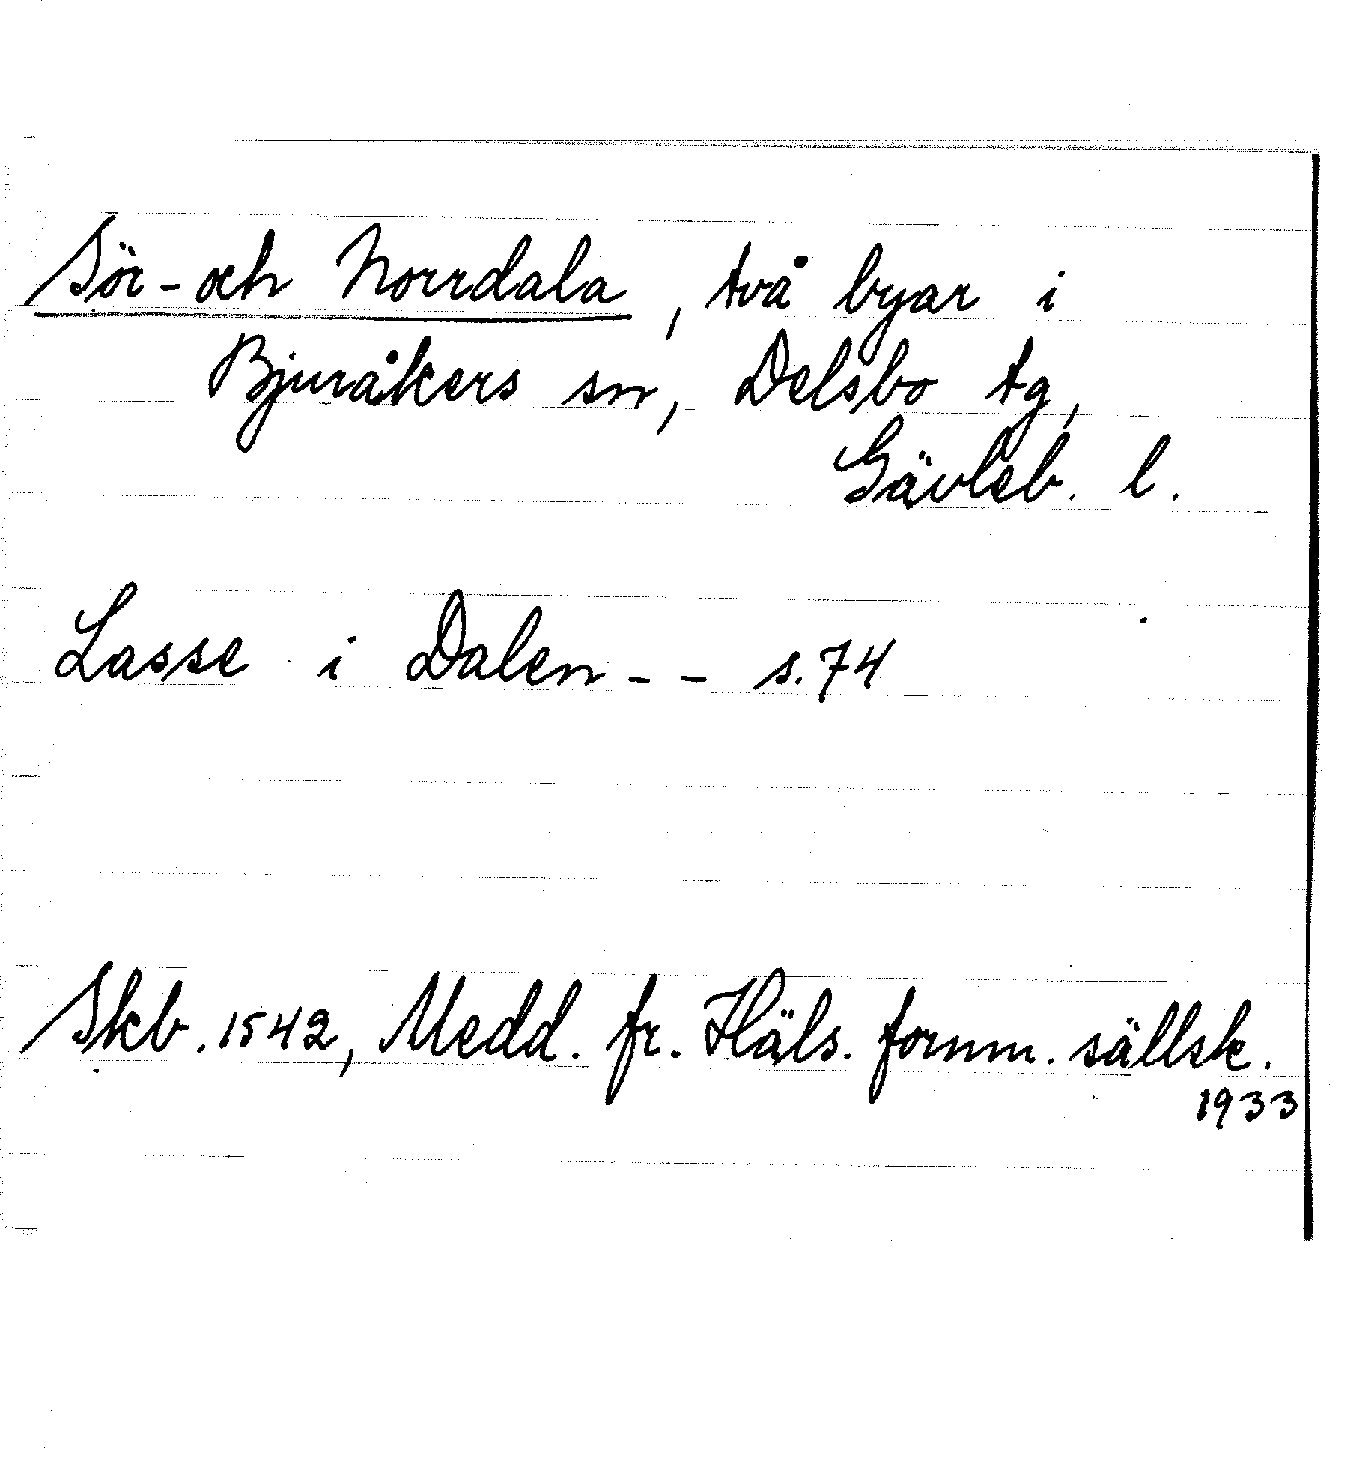 Sör- och Norrdala, två byar i
Bjuråkers sn, Delsbo tg,
Gävleb. l.
Lasse i Dalen - - s. 74
Skb. 1542, Medd. fr. Häls. fornm. sällsk.
1933